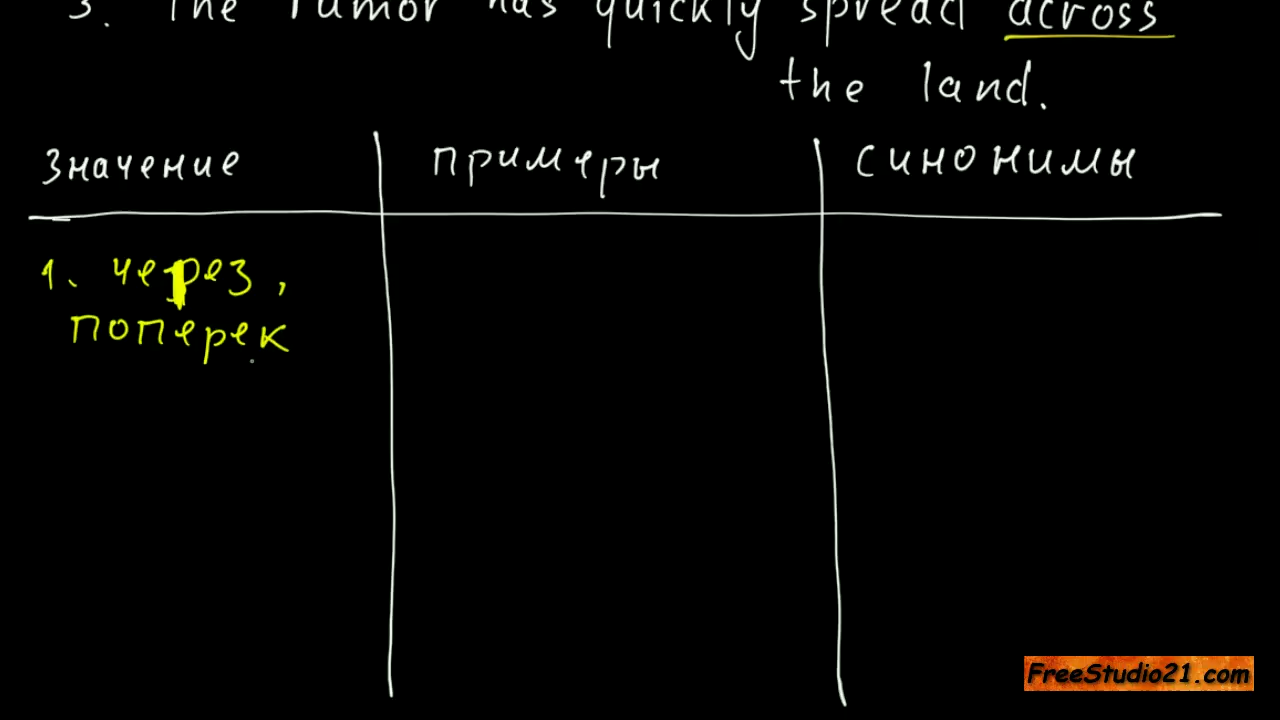 3. The rumor has quickly spread across
the land.
значение примеры синонимы
1. через,
поперек
FreeStudio21.com